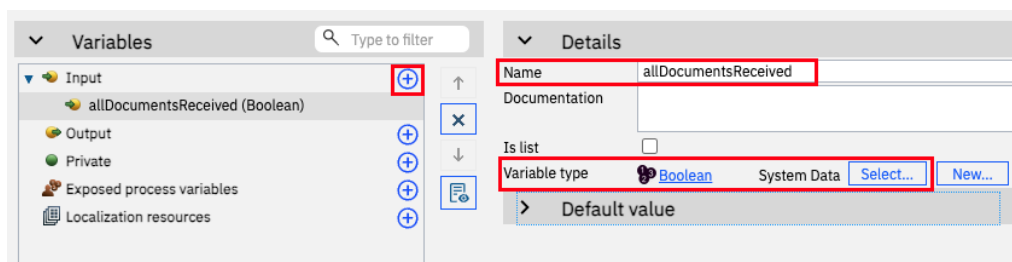 Variables
Type to filter
Input
allDocumentsReceived (Boolean)
Output
Private
Exposed process variables
Localization resources
Details
Name allDocumentsReceived
Documentation
Is list
Variable type Boolean System Data Select... New...
Default value